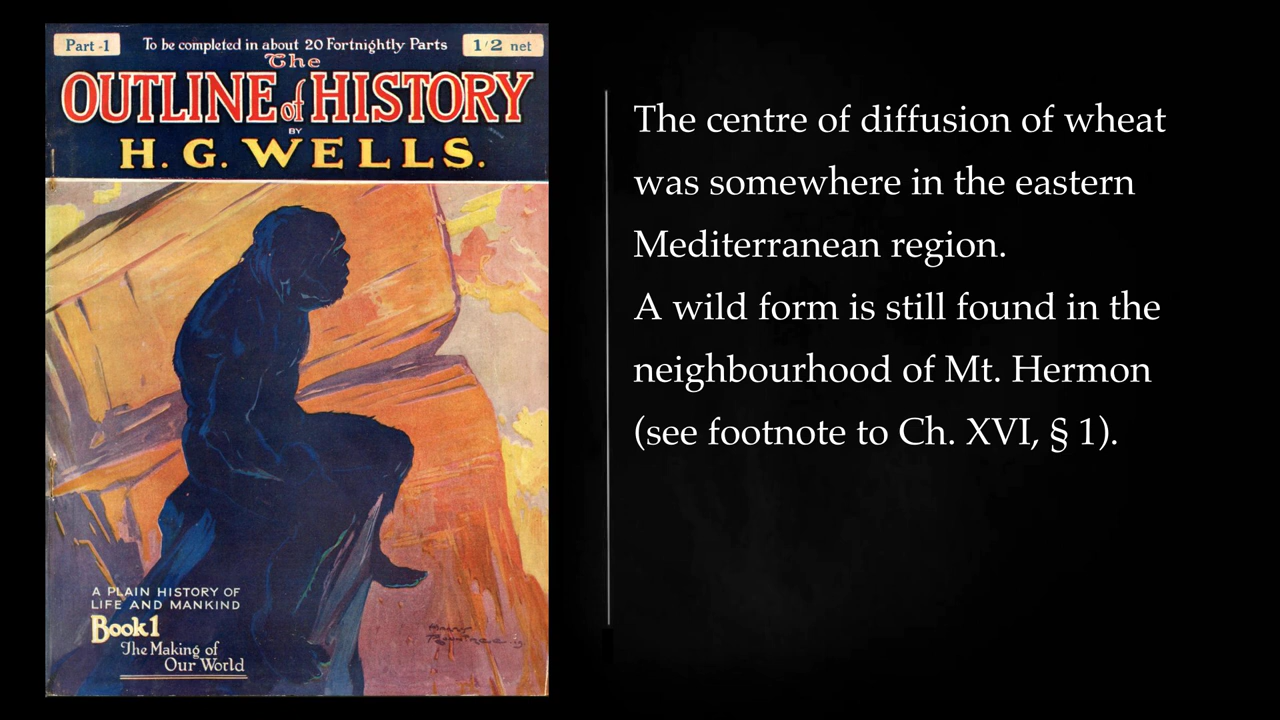 Part -1
To be completed in about 20 Fortnightly Parts
1/2 net
The
OUTLINE of HISTORY
BY
H. G. WELLS.
A PLAIN HISTORY OF
LIFE AND MANKIND
Book 1
The Making of
Our World
The centre of diffusion of wheat
was somewhere in the eastern
Mediterranean region.
A wild form is still found in the
neighbourhood of Mt. Hermon
(see footnote to Ch. XVI, § 1).